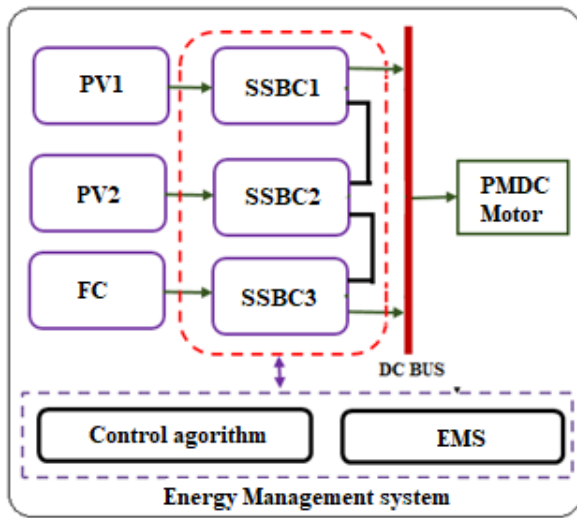 PV1
SSBC1
PV2
SSBC2
PMDC
Motor
FC
SSBC3
DC BUS
Control agorithm
EMS
Energy Management system